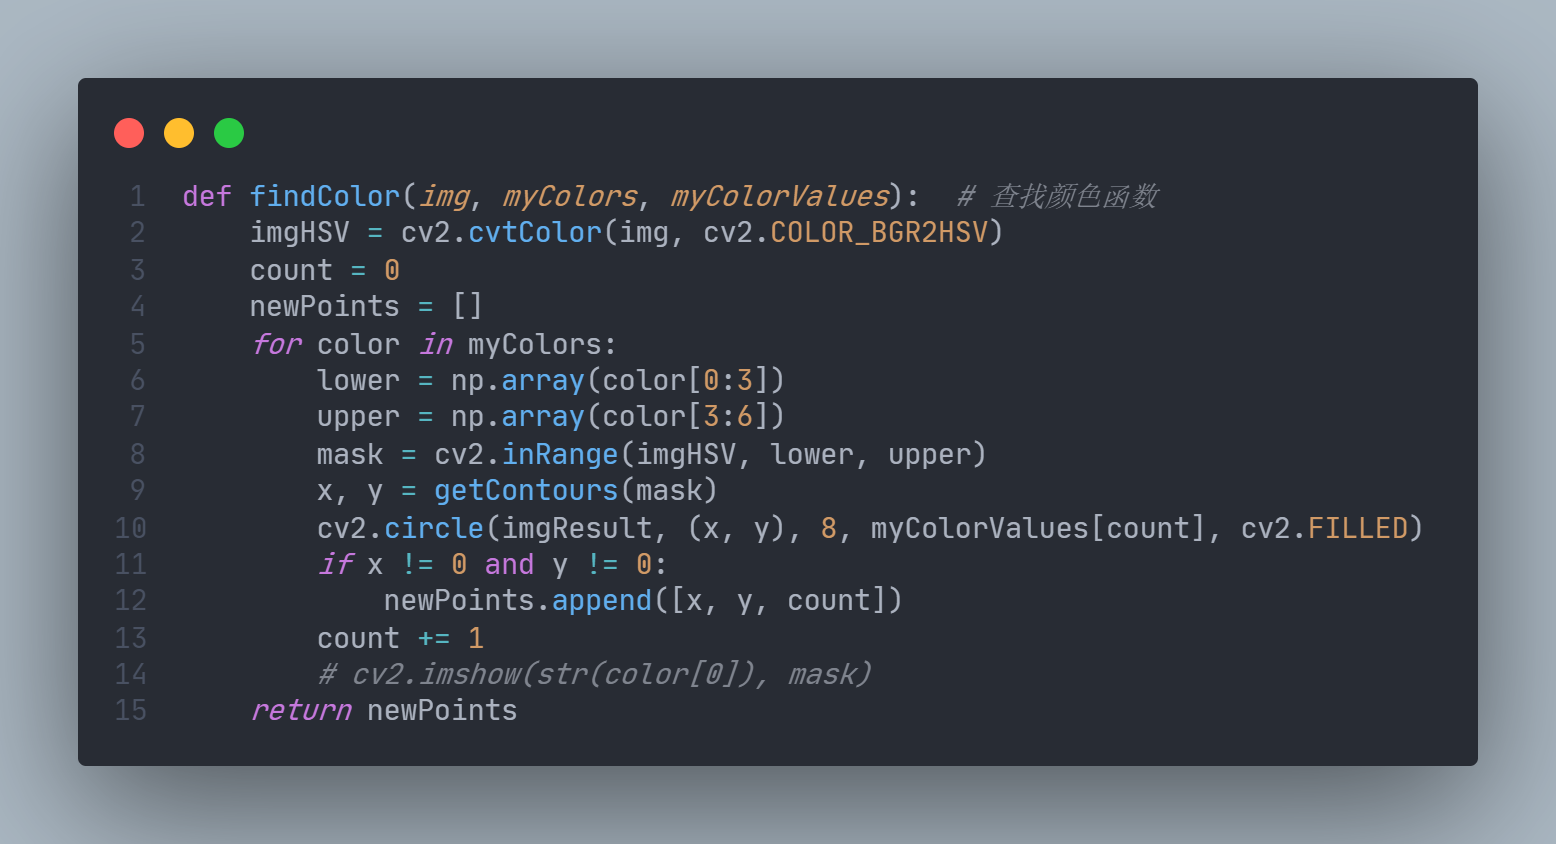 1 def findColor(img, myColors, myColorValues):  # 查找颜色函数
2     imgHSV = cv2.cvtColor(img, cv2.COLOR_BGR2HSV)
3     count = 0
4     newPoints = []
5     for color in myColors:
6         lower = np.array(color[0:3])
7         upper = np.array(color[3:6])
8         mask = cv2.inRange(imgHSV, lower, upper)
9         x, y = getContours(mask)
10         cv2.circle(imgResult, (x, y), 8, myColorValues[count], cv2.FILLED)
11         if x != 0 and y != 0:
12             newPoints.append([x, y, count])
13         count += 1
14         # cv2.imshow(str(color[0]), mask)
15     return newPoints